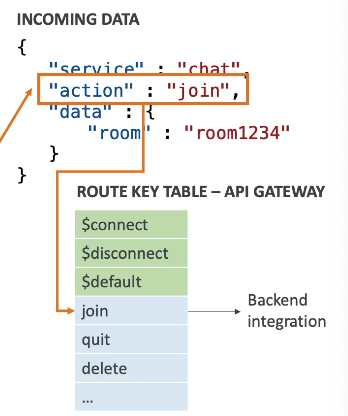 INCOMING DATA
{
"service" : "chat",
"action" : "join",
"data" : {
"room" : "room1234"
}
}
ROUTE KEY TABLE – API GATEWAY
$connect
$disconnect
$default
join
quit
delete
...
Backend
integration